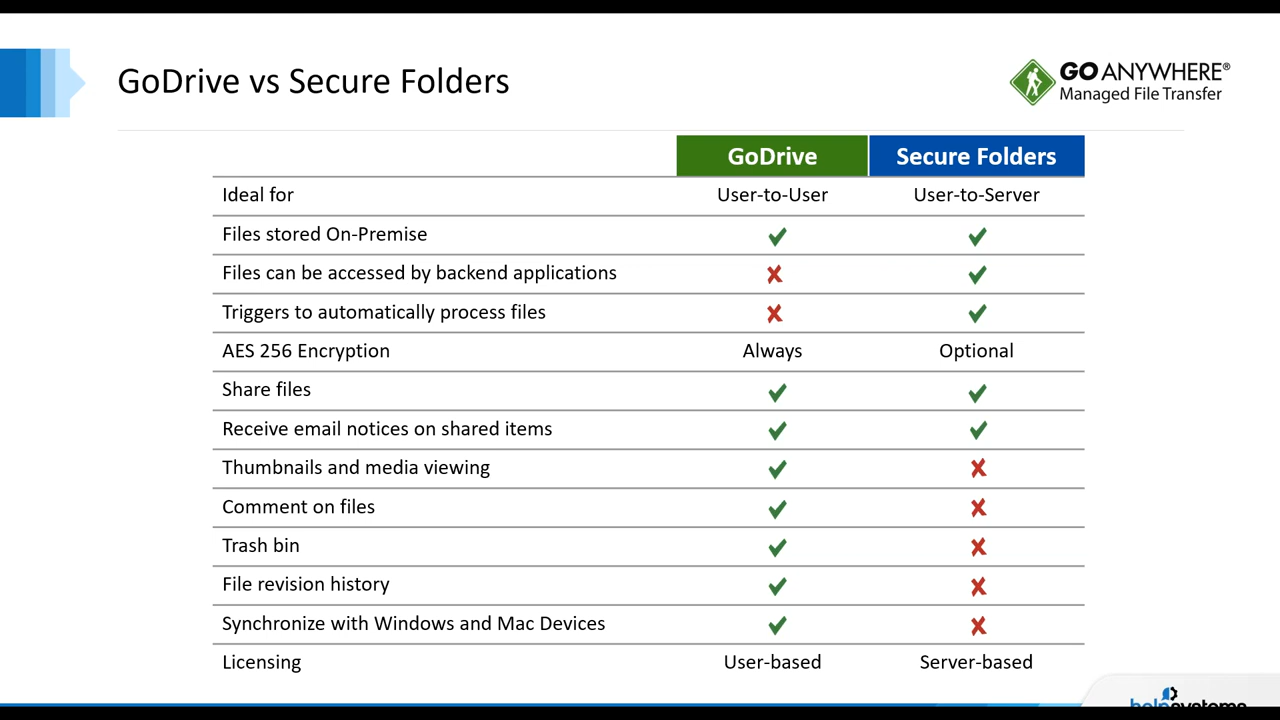 GoDrive vs Secure Folders
GO ANYWHERE®
Managed File Transfer
GoDrive Secure Folders
Ideal for User-to-User User-to-Server
Files stored On-Premise ✔ ✔
Files can be accessed by backend applications ✘ ✔
Triggers to automatically process files ✘ ✔
AES 256 Encryption Always Optional
Share files ✔ ✔
Receive email notices on shared items ✔ ✔
Thumbnails and media viewing ✔ ✘
Comment on files ✔ ✘
Trash bin ✔ ✘
File revision history ✔ ✘
Synchronize with Windows and Mac Devices ✔ ✘
Licensing User-based Server-based
helpsystems